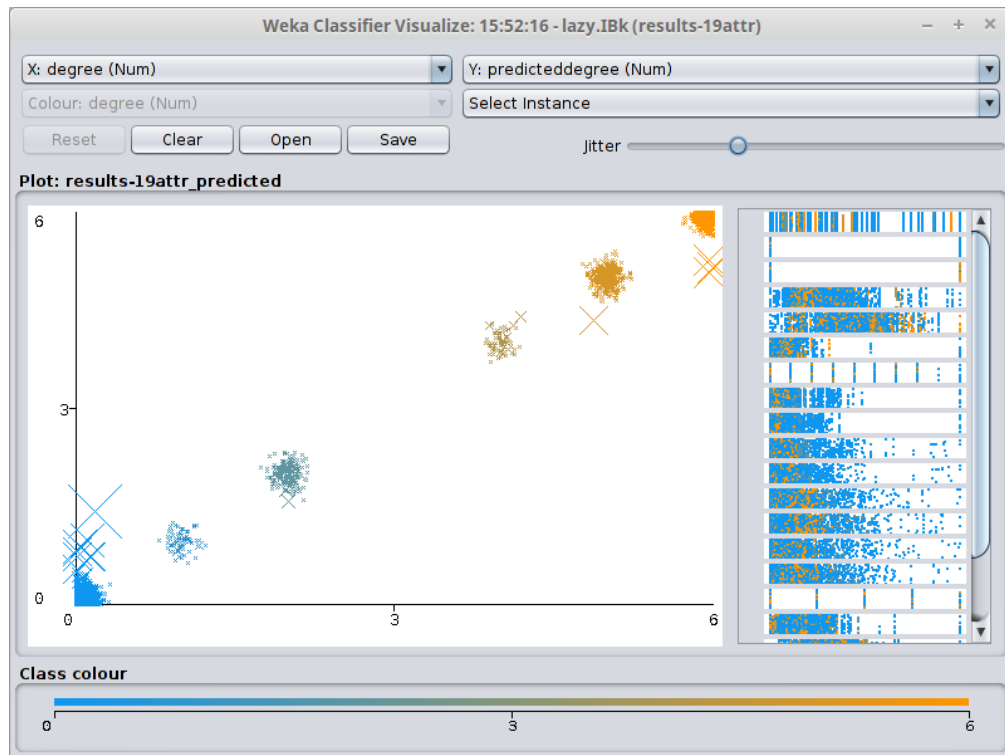 Weka Classifier Visualize: 15:52:16 - lazy.IBk (results-19attr)
X: degree (Num) Y: predicteddegree (Num)
Colour: degree (Num) Select Instance
Reset Clear Open Save Jitter
Plot: results-19attr_predicted
6
3
0
0 3 6
Class colour
0 3 6